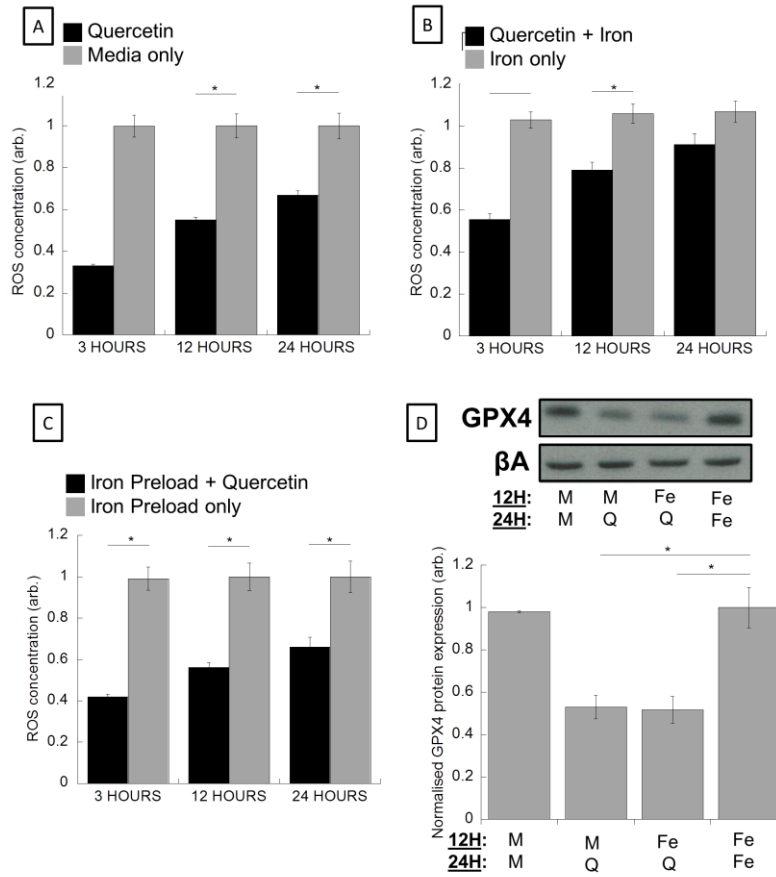 A
Quercetin
Media only
*
*
1.2
1
0.8
0.6
0.4
0.2
0
ROS concentration (arb.)
3 HOURS 12 HOURS 24 HOURS
B
Quercetin + Iron
Iron only
*
1.2
1
0.8
0.6
0.4
0.2
0
ROS concentration (arb.)
3 HOURS 12 HOURS 24 HOURS
C
Iron Preload + Quercetin
Iron Preload only
* * *
1.2
1
0.8
0.6
0.4
0.2
0
ROS concentration (arb.)
3 HOURS 12 HOURS 24 HOURS
D
GPX4
βA
12H: M M Fe Fe
24H: M Q Q Fe
*
*
1.2
1
0.8
0.6
0.4
0.2
0
Normalised GPX4 protein expression
12H: M M Fe Fe
24H: M Q Q Fe